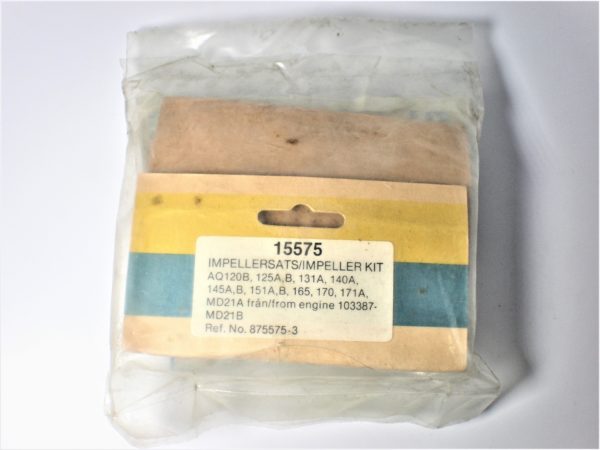 15575
IMPELLERSATS/IMPELLER KIT
AQ120B, 125A,B, 131A, 140A,
145A,B, 151A,B, 165, 170, 171A,
MD21A från/from engine 103387-
MD21B
Ref. No. 875575-3